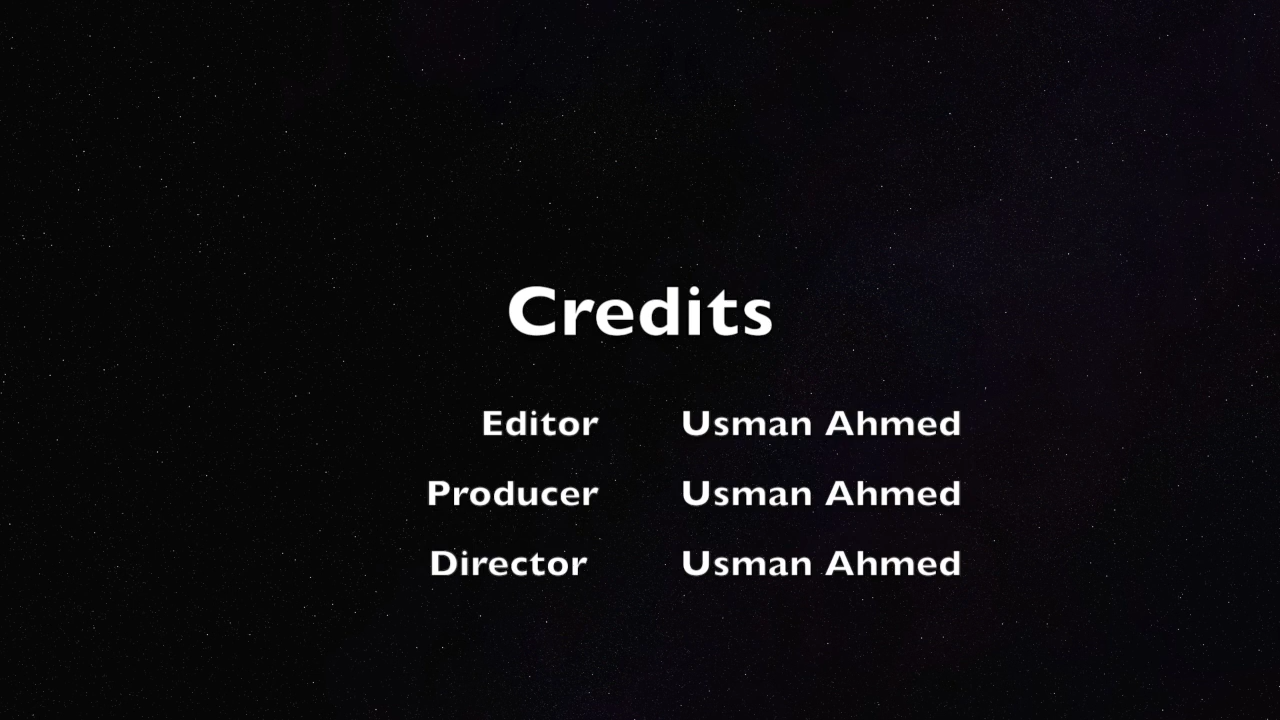 Credits
Editor Usman Ahmed
Producer Usman Ahmed
Director Usman Ahmed